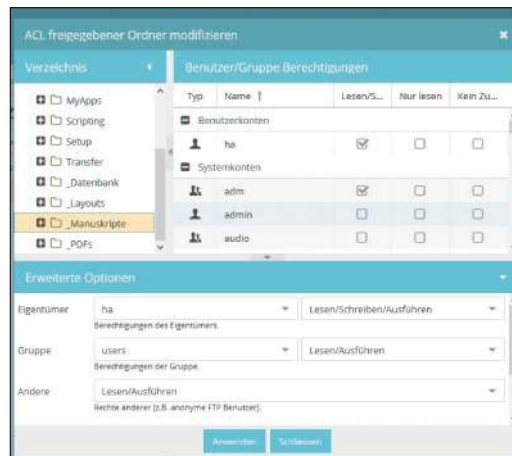 ACL freigegebener Ordner modifizieren
Verzeichnis
Benutzer/Gruppe Berechtigungen
MyApps
Scripting
Setup
Transfer
_Datenbank
_Layouts
_Manuskripte
_PDFs
Typ Name Lesen/S... Nur lesen Kein Zu...
Benutzerkonten
ha
Systemkonten
adm
admin
audio
Erweiterte Optionen
Eigentümer ha Lesen/Schreiben/Ausführen
Berechtigungen des Eigentümers.
Gruppe users Lesen/Ausführen
Berechtigungen der Gruppe.
Andere Lesen/Ausführen
Rechte anderer (z.B. anonyme FTP Benutzer).
Anwenden Schliessen